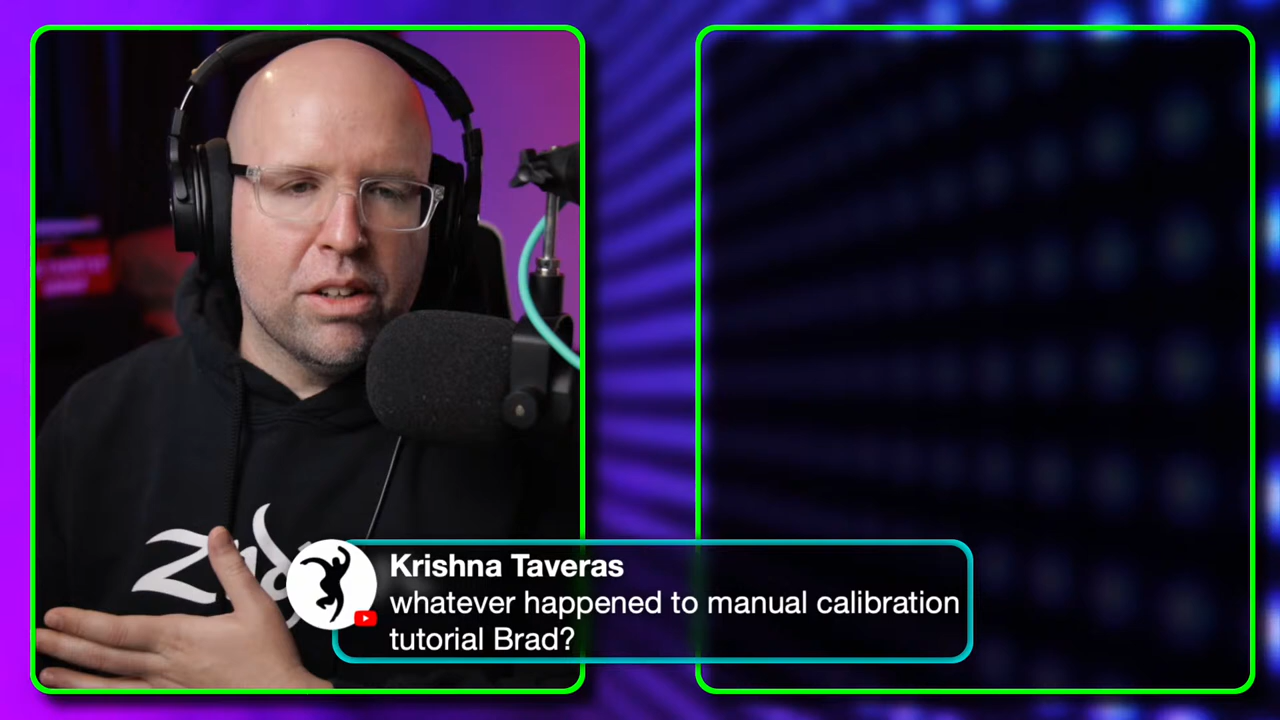 Krishna Taveras
whatever happened to manual calibration
tutorial Brad?